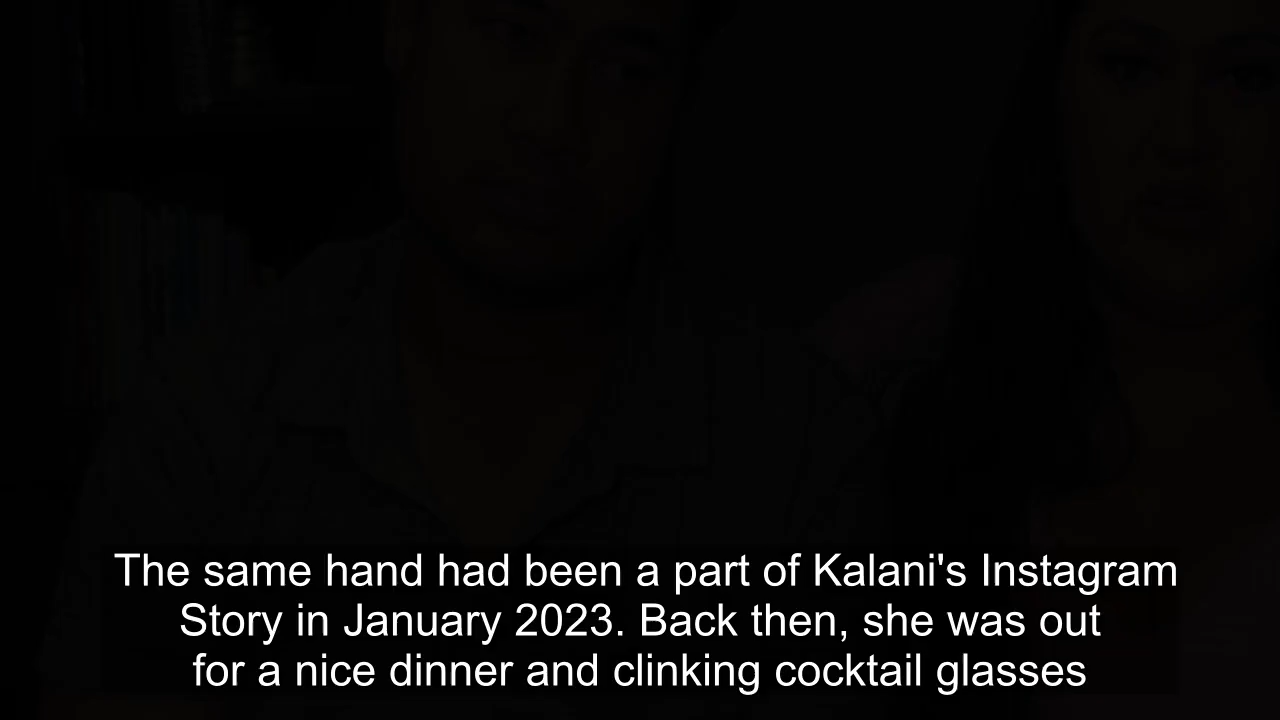 The same hand had been a part of Kalani's Instagram
Story in January 2023. Back then, she was out
for a nice dinner and clinking cocktail glasses